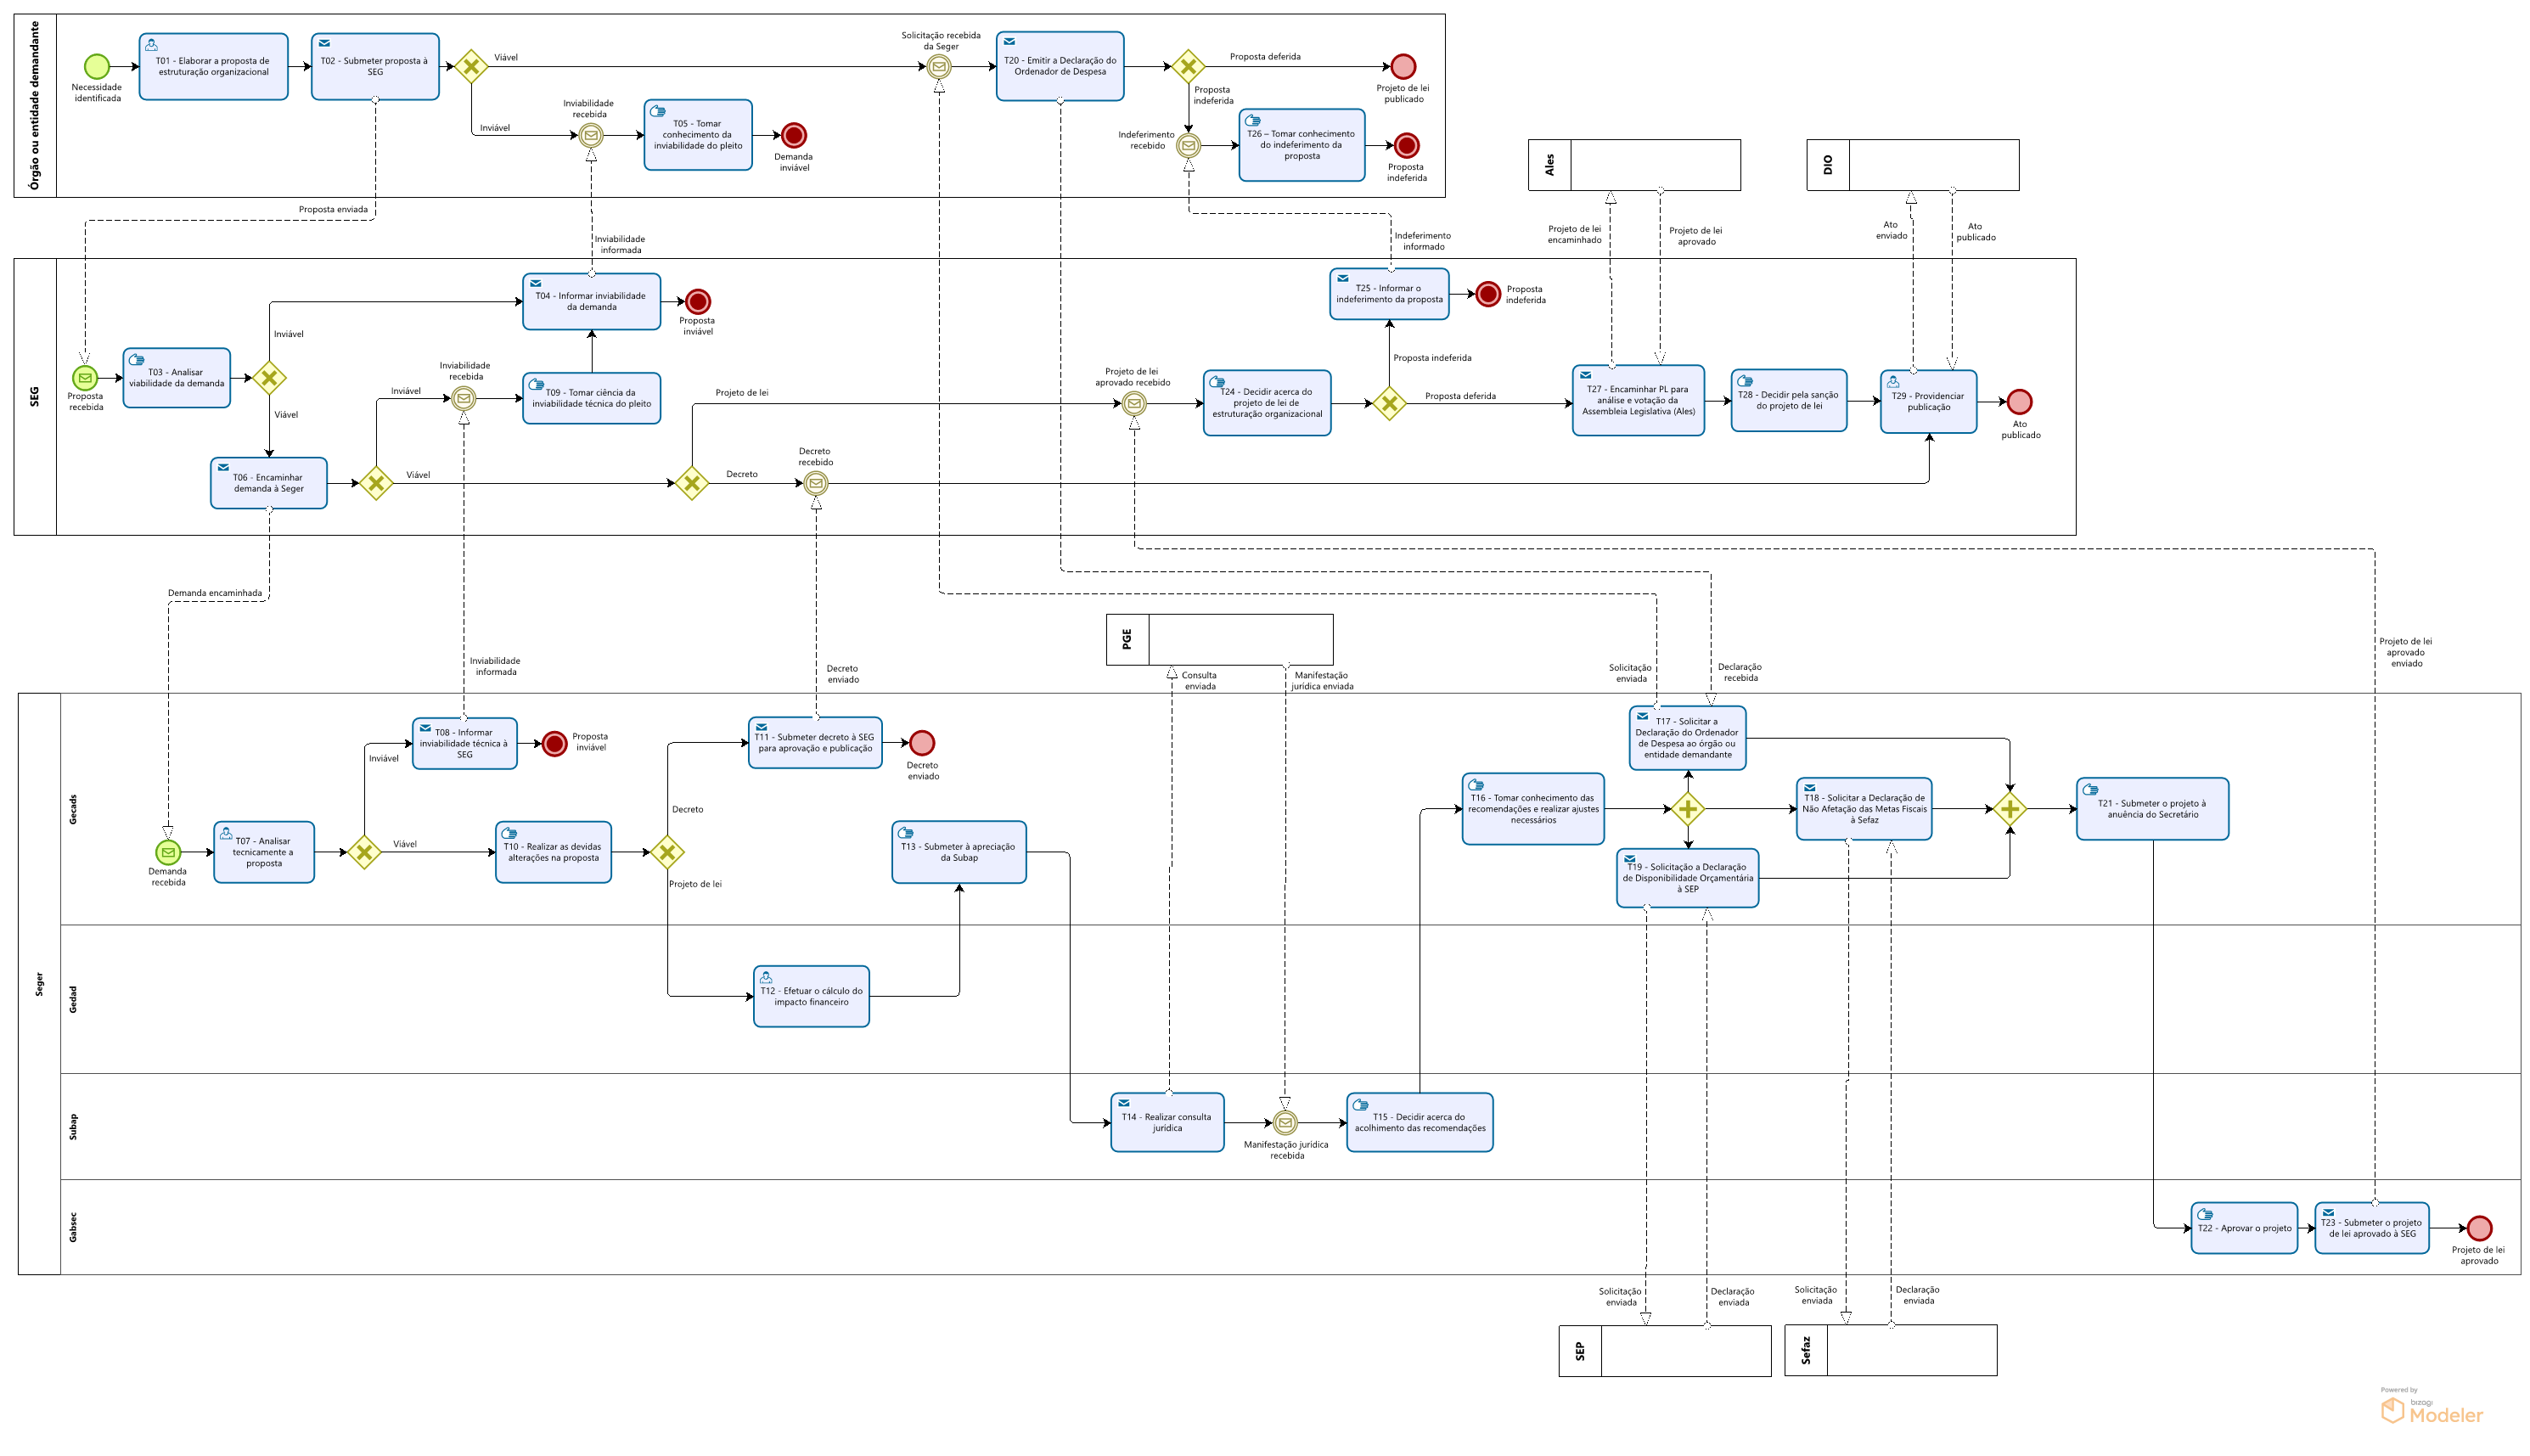 Órgão ou entidade demandante
Necessidade
identificada
T01 - Elaborar a proposta de
estruturação organizacional
T02 - Submeter proposta à
SEG
Viável
Inviável
Inviabilidade
recebida
T05 - Tomar
conhecimento da
inviabilidade do pleito
Demanda
inviável
Solicitação recebida
da Seger
T20 - Emitir a Declaração do
Ordenador de Despesa
Proposta deferida
Proposta
indeferida
Projeto de lei
publicado
Indeferimento
recebido
T26 – Tomar conhecimento
do indeferimento da
proposta
Proposta
indeferida
Ales
DIO
Proposta enviada
Inviabilidade
informada
Indeferimento
informado
Projeto de lei
encaminhado
Projeto de lei
aprovado
Ato
enviado
Ato
publicado
SEG
Proposta
recebida
T03 - Analisar
viabilidade da demanda
Inviável
Viável
T04 - Informar inviabilidade
da demanda
Proposta
inviável
Inviabilidade
recebida
Inviável
T09 - Tomar ciência da
inviabilidade técnica do pleito
T06 - Encaminhar
demanda à Seger
Viável
Projeto de lei
Decreto
Decreto
recebido
Projeto de lei
aprovado recebido
T24 - Decidir acerca do
projeto de lei de
estruturação organizacional
T25 - Informar o
indeferimento da proposta
Proposta
indeferida
Proposta indeferida
Proposta deferida
T27 - Encaminhar PL para
análise e votação da
Assembleia Legislativa (Ales)
T28 - Decidir pela sanção
do projeto de lei
T29 - Providenciar
publicação
Ato
publicado
Demanda encaminhada
Inviabilidade
informada
Decreto
enviado
PGE
Consulta
enviada
Manifestação
jurídica enviada
Solicitação
enviada
Declaração
recebida
Projeto de lei
aprovado
enviado
Seger
Gecads
Demanda
recebida
T07 - Analisar
tecnicamente a
proposta
Inviável
Viável
T08 - Informar
inviabilidade técnica à
SEG
Proposta
inviável
T10 - Realizar as devidas
alterações na proposta
Decreto
Projeto de lei
T11 - Submeter decreto à SEG
para aprovação e publicação
Decreto
enviado
T13 - Submeter à apreciação
da Subap
T16 - Tomar conhecimento das
recomendações e realizar ajustes
necessários
T17 - Solicitar a
Declaração do Ordenador
de Despesa ao órgão ou
entidade demandante
T18 - Solicitar a Declaração de
Não Afetação das Metas Fiscais
à Sefaz
T19 - Solicitação a Declaração
de Disponibilidade Orçamentária
à SEP
T21 - Submeter o projeto à
anuência do Secretário
Gedad
T12 - Efetuar o cálculo do
impacto financeiro
Subap
T14 - Realizar consulta
jurídica
Manifestação jurídica
recebida
T15 - Decidir acerca do
acolhimento das recomendações
Gabsec
T22 - Aprovar o projeto
T23 - Submeter o projeto
de lei aprovado à SEG
Projeto de lei
aprovado
Solicitação
enviada
Declaração
enviada
Solicitação
enviada
Declaração
enviada
SEP
Sefaz
Powered by
bizagi
Modeler